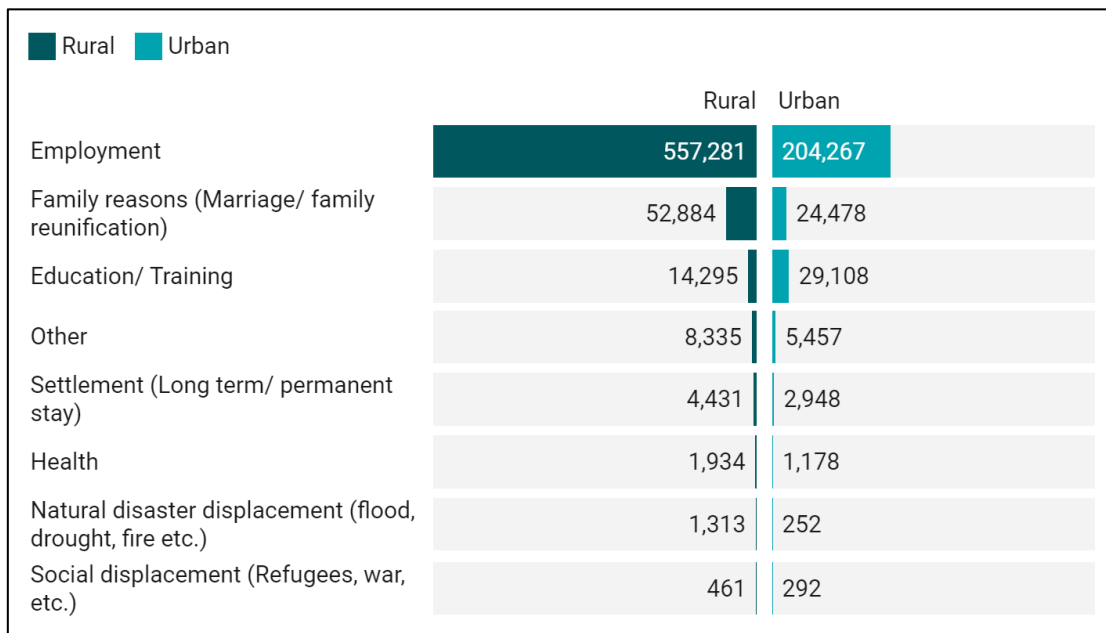 Rural Urban
Rural Urban
Employment 557,281 204,267
Family reasons (Marriage/ family
reunification) 52,884 24,478
Education/ Training 14,295 29,108
Other 8,335 5,457
Settlement (Long term/ permanent
stay) 4,431 2,948
Health 1,934 1,178
Natural disaster displacement (flood,
drought, fire etc.) 1,313 252
Social displacement (Refugees, war,
etc.) 461 292